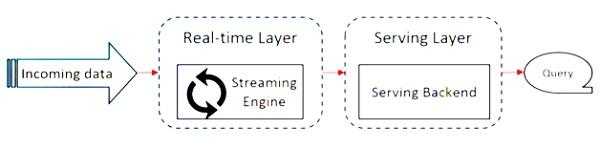 Incoming data
Real-time Layer
Streaming
Engine
Serving Layer
Serving Backend
Query